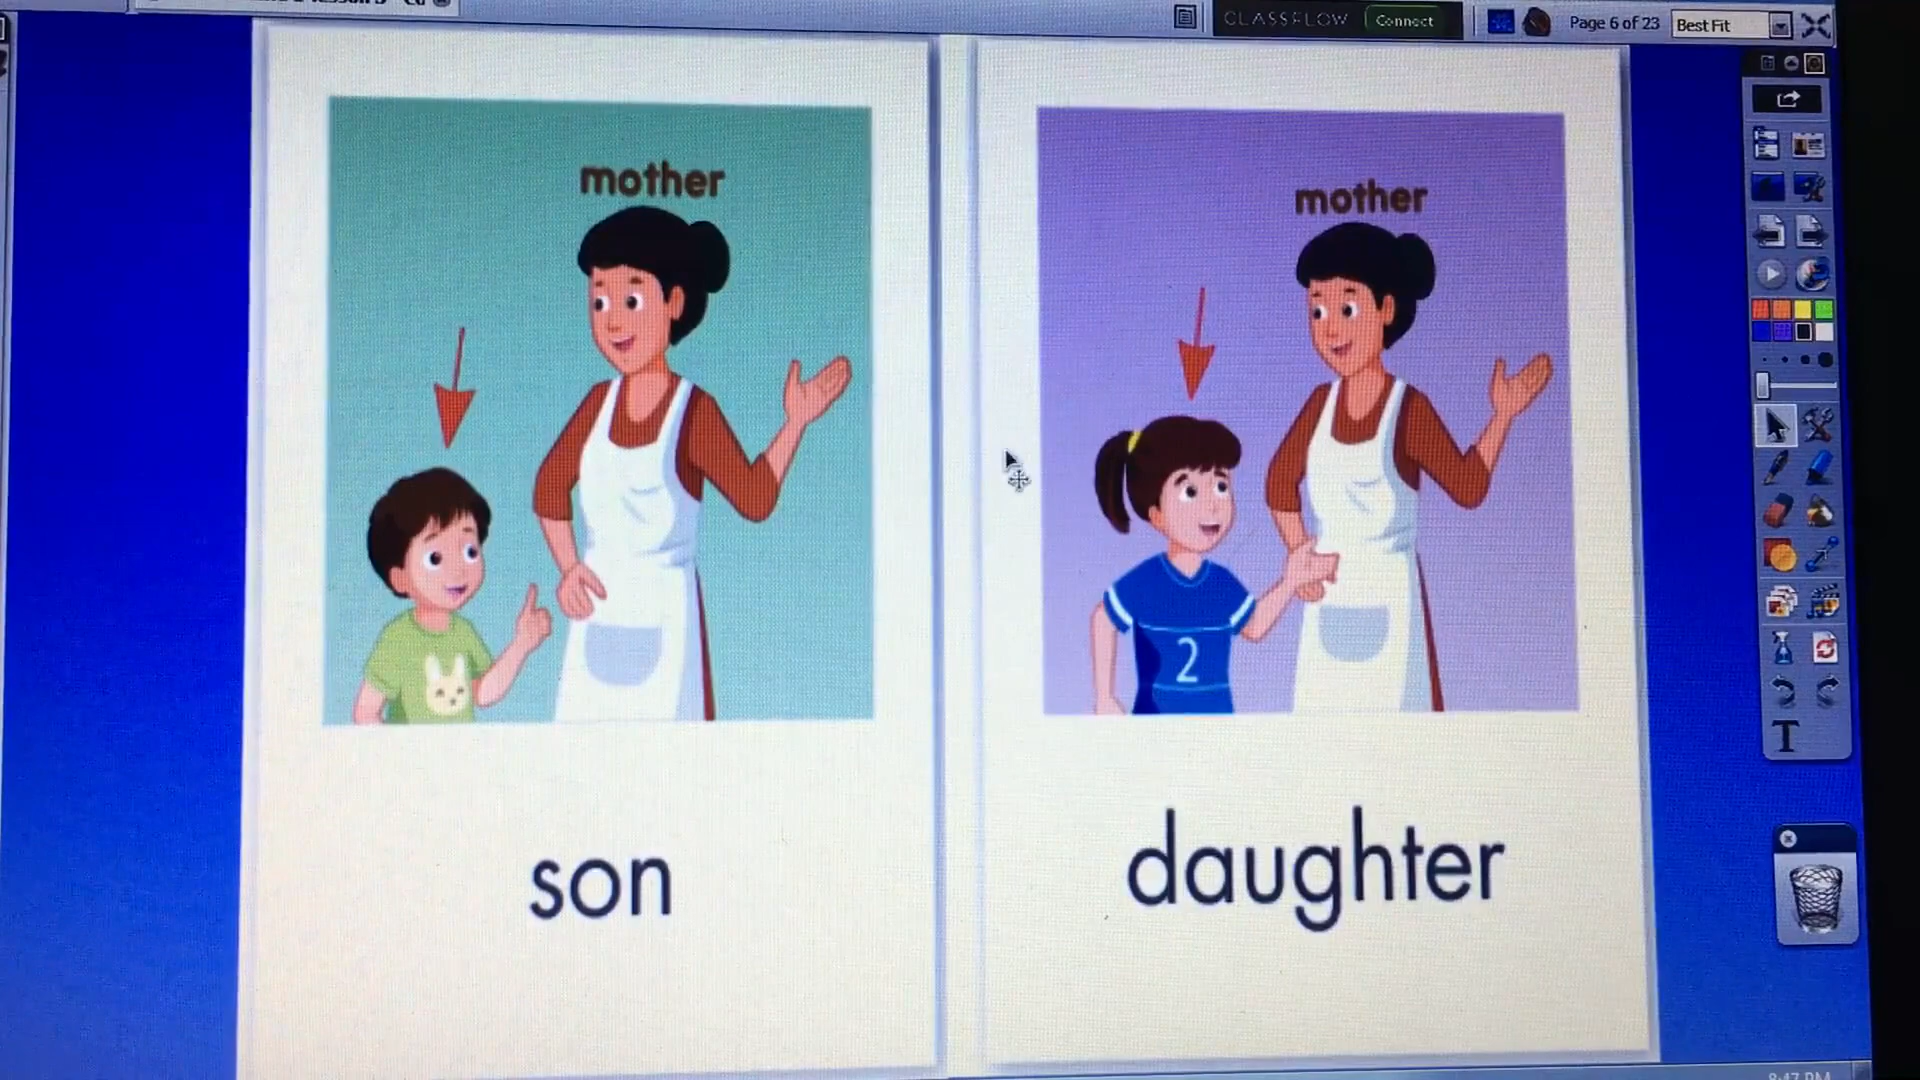 CLASSFLOW Connect
Page 6 of 23
Best Fit
mother
son
mother
2
daughter
T